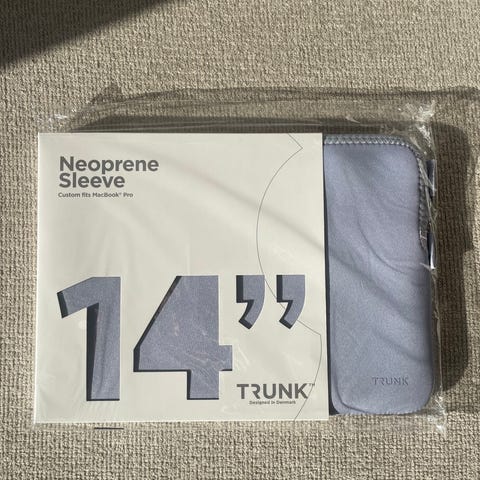 Neoprene
Sleeve
Custom fits MacBook® Pro
14”
TRUNK™
Designed in Denmark
TRUNK